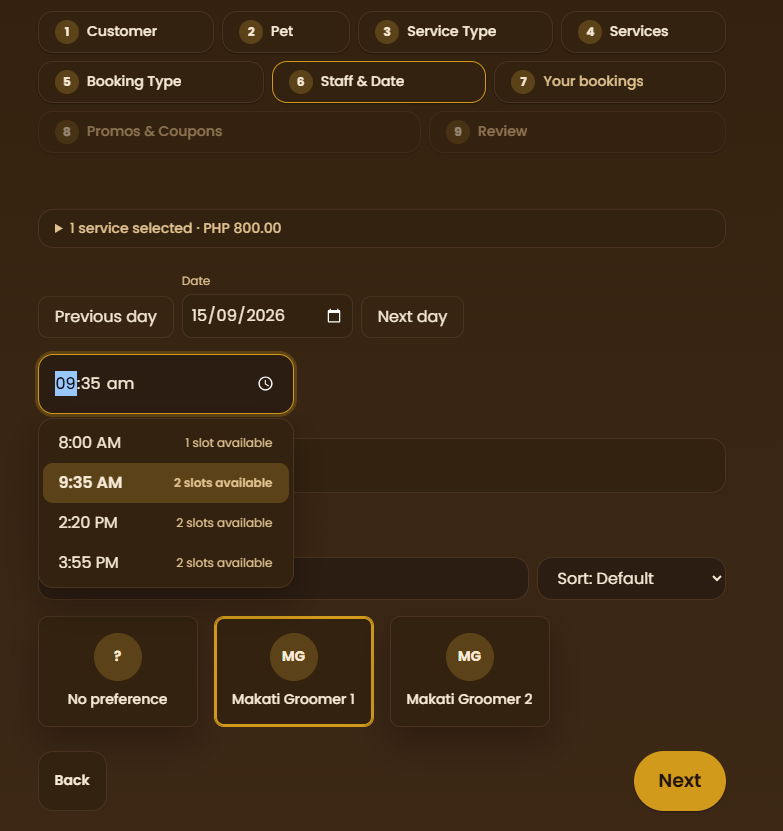 1 Customer
2 Pet
3 Service Type
4 Services
5 Booking Type
6 Staff & Date
7 Your bookings
8 Promos & Coupons
9 Review
▶ 1 service selected · PHP 800.00
Date
Previous day
15/09/2026
Next day
09:35 am
8:00 AM 1 slot available
9:35 AM 2 slots available
2:20 PM 2 slots available
3:55 PM 2 slots available
Sort: Default
?
No preference
MG
Makati Groomer 1
MG
Makati Groomer 2
Back
Next